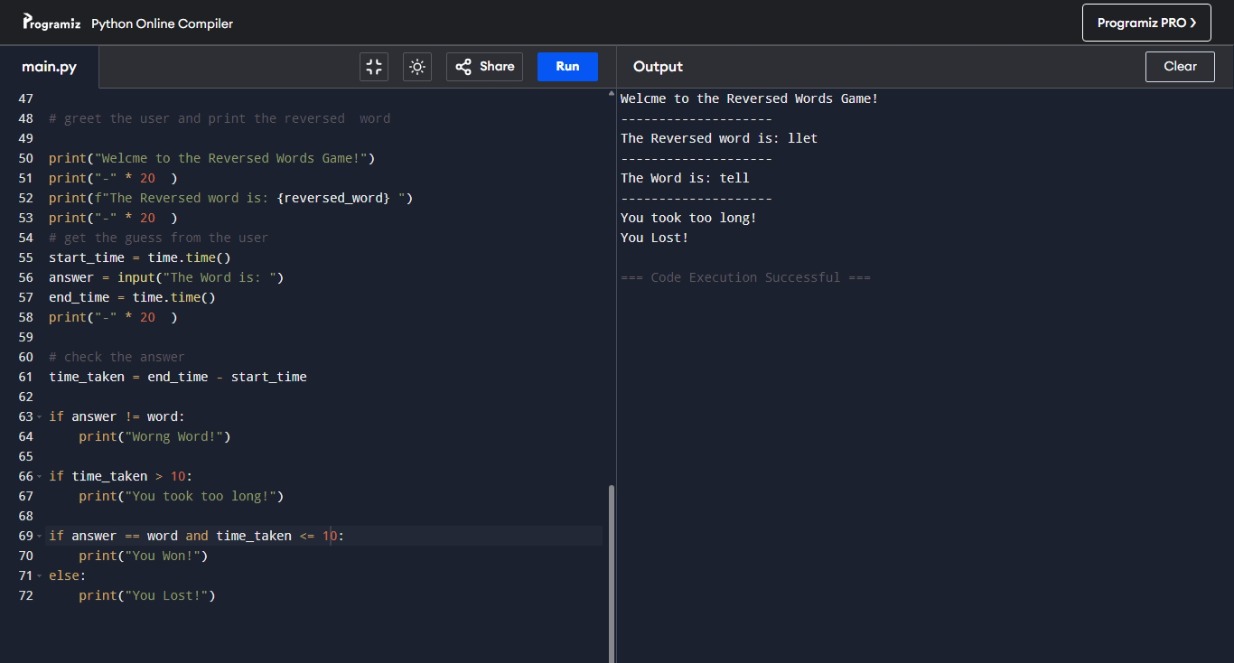 Programiz Python Online Compiler
Programiz PRO >
main.py
Share
Run
Output
Clear
47
48 # greet the user and print the reversed  word
49
50 print("Welcme to the Reversed Words Game!")
51 print("-" * 20  )
52 print(f"The Reversed word is: {reversed_word} ")
53 print("-" * 20  )
54 # get the guess from the user
55 start_time = time.time()
56 answer = input("The Word is: ")
57 end_time = time.time()
58 print("-" * 20  )
59
60 # check the answer
61 time_taken = end_time - start_time
62
63 if answer != word:
64     print("Worng Word!")
65
66 if time_taken > 10:
67     print("You took too long!")
68
69 if answer == word and time_taken <= 10:
70     print("You Won!")
71 else:
72     print("You Lost!")
Welcme to the Reversed Words Game!
--------------------
The Reversed word is: llet
--------------------
The Word is: tell
--------------------
You took too long!
You Lost!
=== Code Execution Successful ===